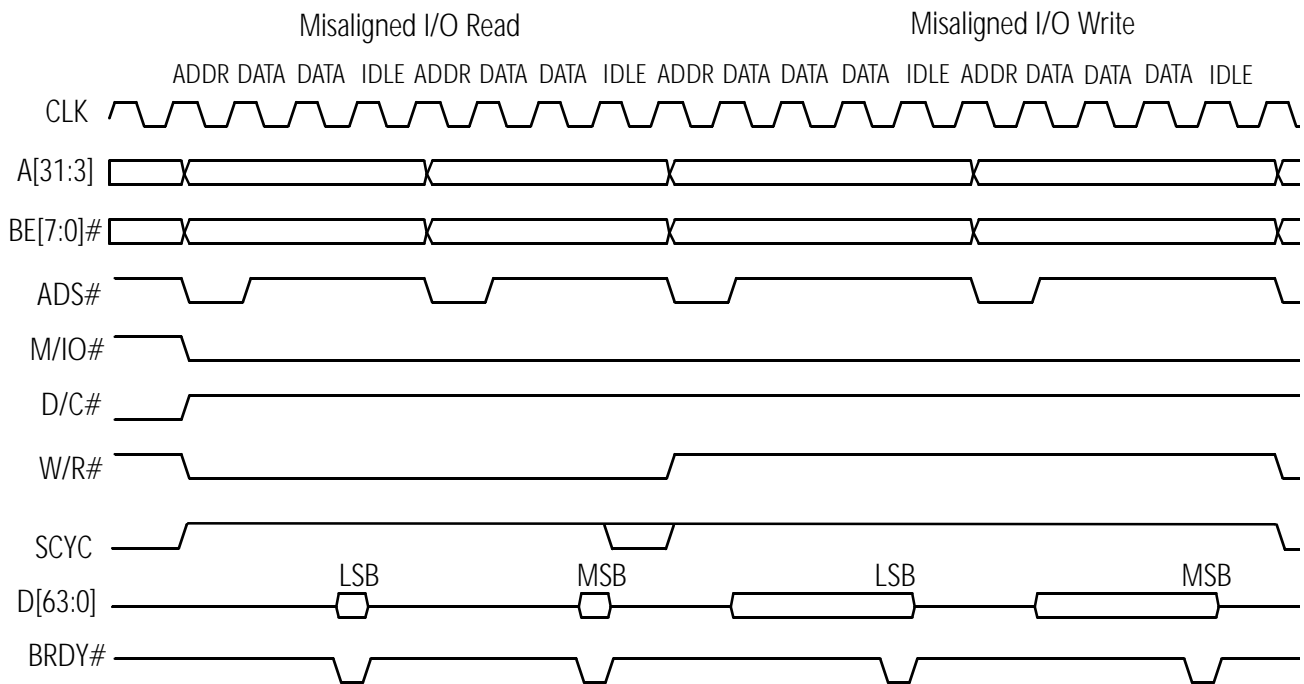 Misaligned I/O Read Misaligned I/O Write
ADDR DATA DATA IDLE ADDR DATA DATA IDLE ADDR DATA DATA DATA IDLE ADDR DATA DATA DATA IDLE
CLK
A[31:3]
BE[7:0]#
ADS#
M/IO#
D/C#
W/R#
SCYC
LSB MSB LSB MSB
D[63:0]
BRDY#